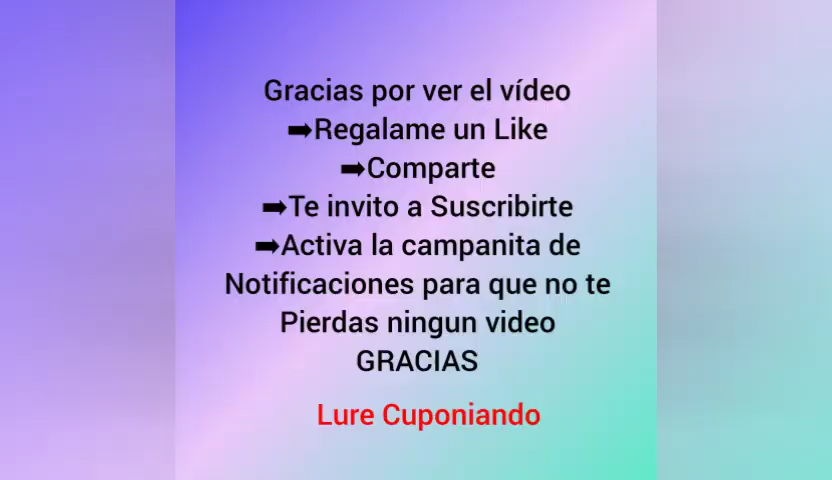 Gracias por ver el vídeo
➡Regalame un Like
➡Comparte
➡Te invito a Suscribirte
➡Activa la campanita de
Notificaciones para que no te
Pierdas ningun video
GRACIAS
Lure Cuponiando